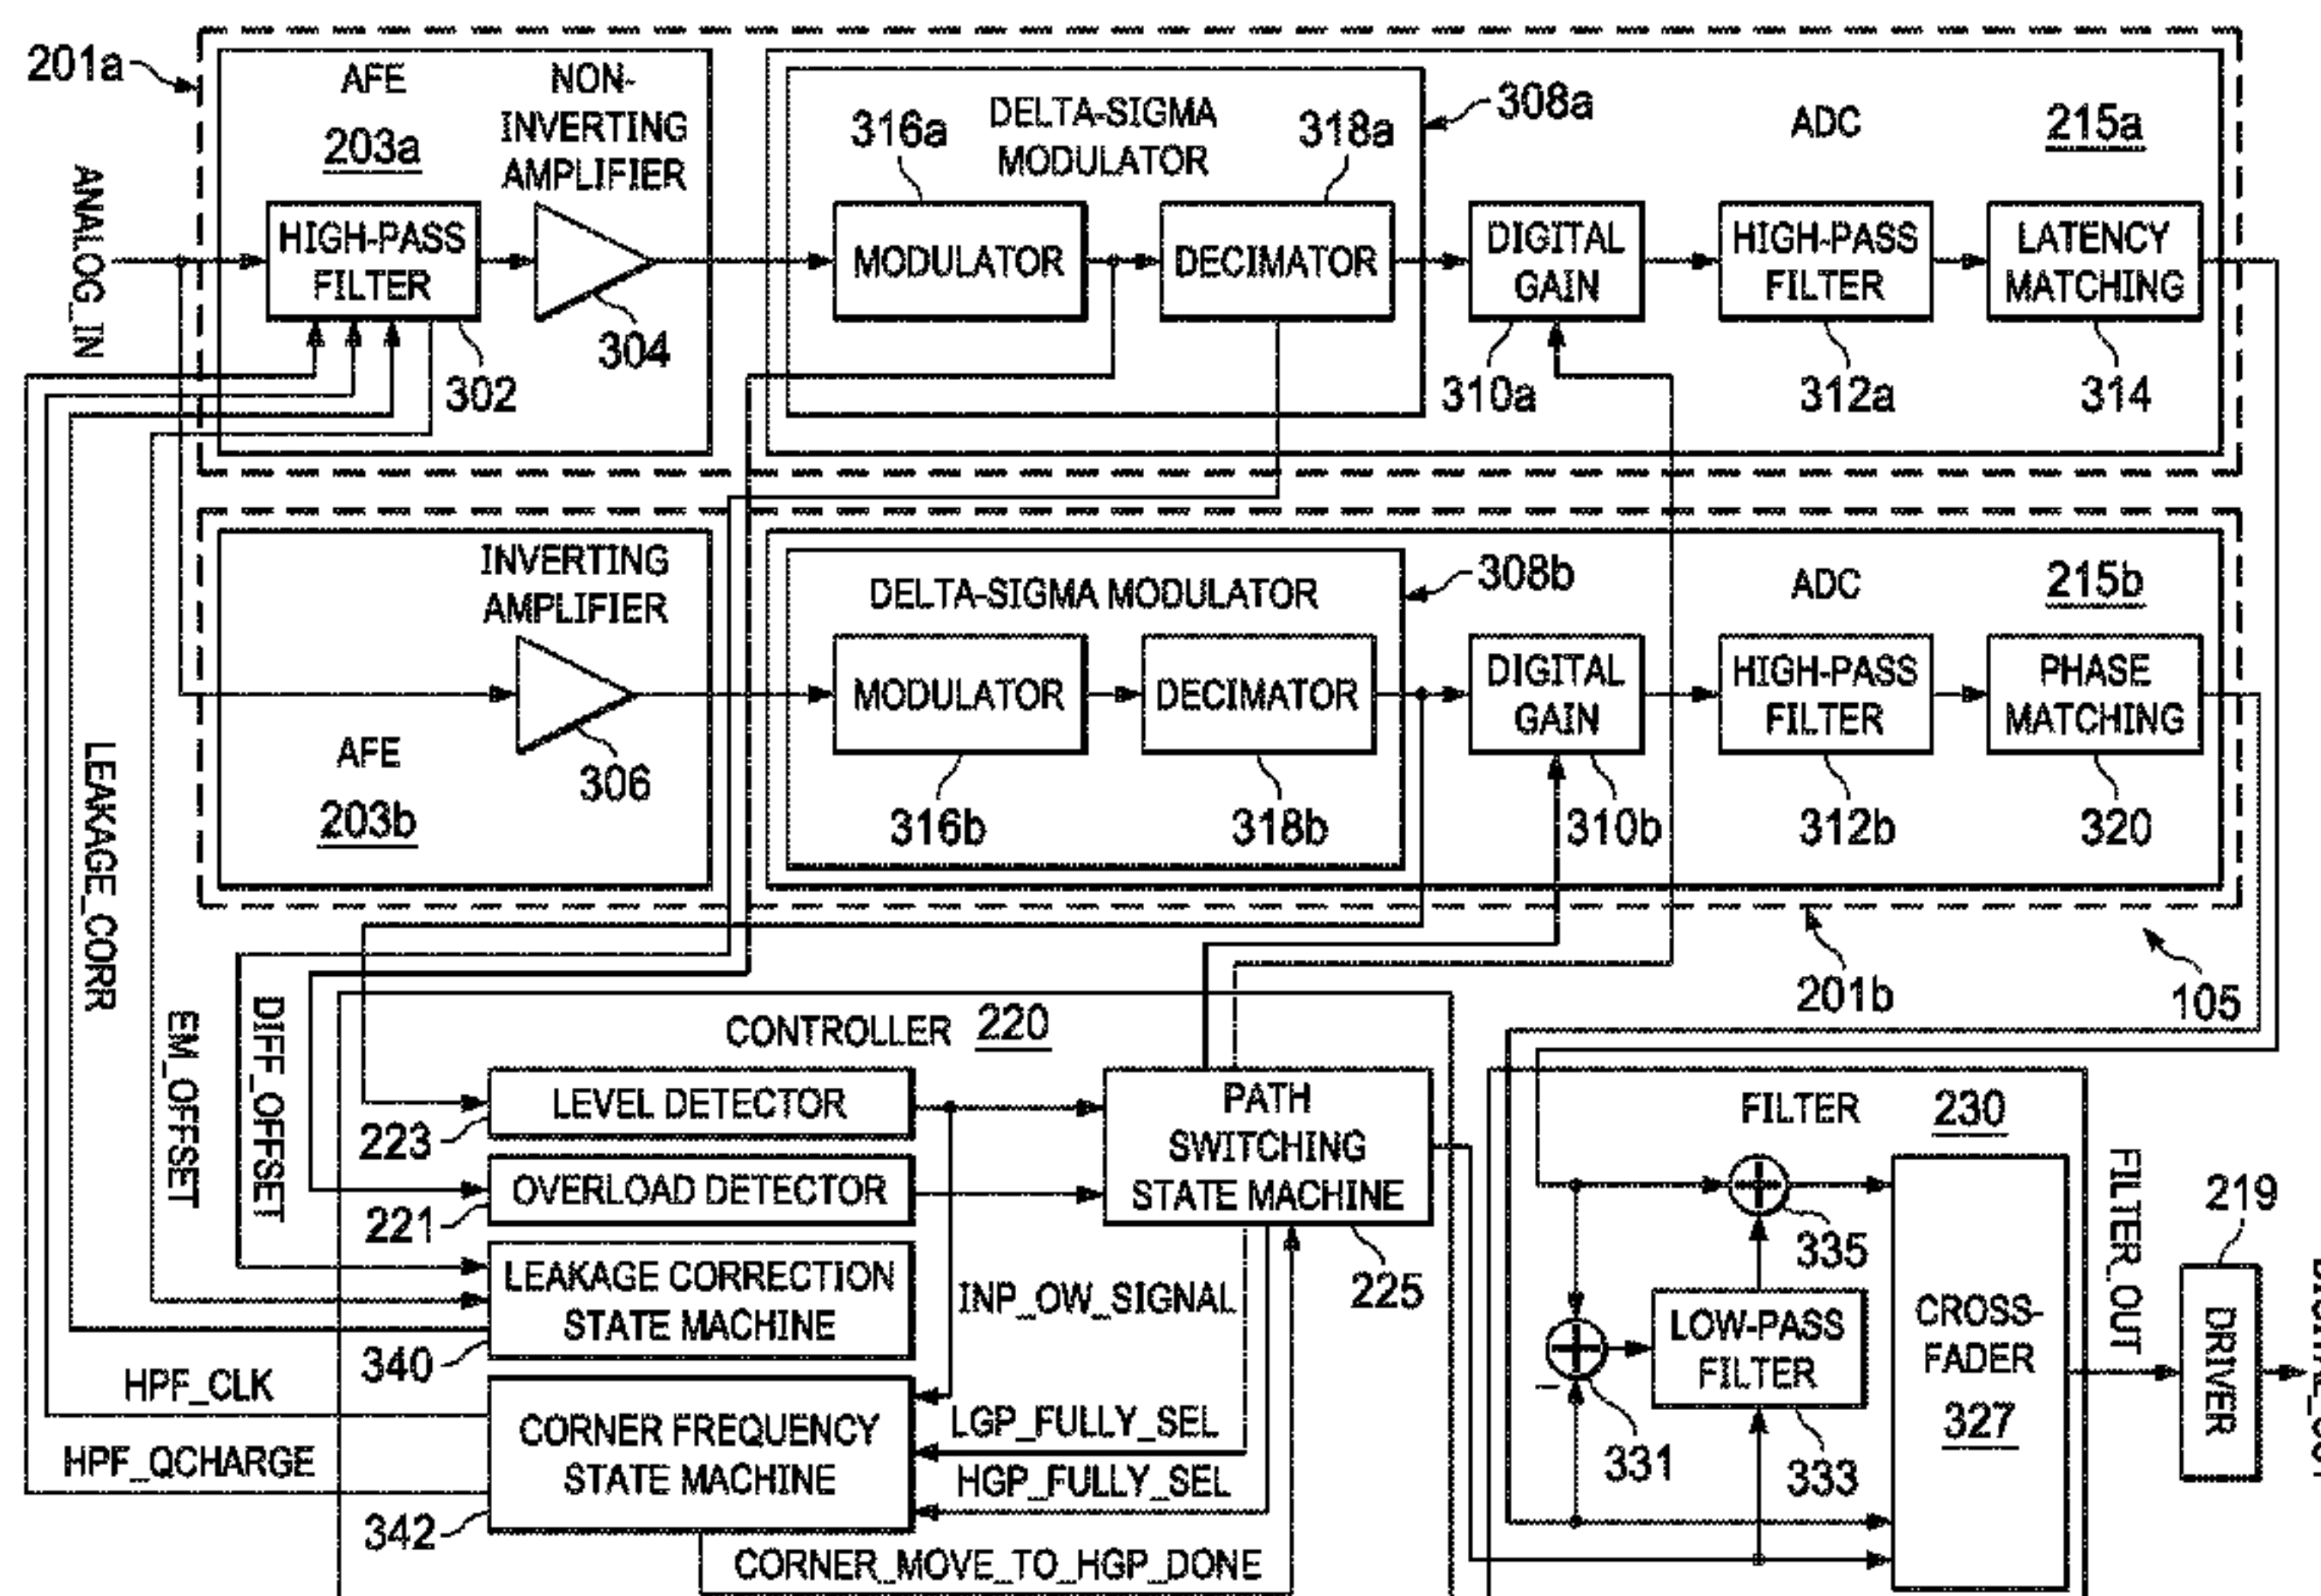 201a
AFE
203a
NON-
INVERTING
AMPLIFIER
316a
DELTA-SIGMA
MODULATOR
318a
308a
ADC
215a
ANALOG_IN
HIGH-PASS
FILTER
MODULATOR
DECIMATOR
DIGITAL
GAIN
HIGH-PASS
FILTER
LATENCY
MATCHING
302
304
310a
312a
314
INVERTING
AMPLIFIER
DELTA-SIGMA MODULATOR
308b
ADC
215b
MODULATOR
DECIMATOR
DIGITAL
GAIN
HIGH-PASS
FILTER
PHASE
MATCHING
AFE
203b
306
316b
318b
310b
312b
320
LEAKAGE_CORR
EM_OFFSET
DIFF_OFFSET
201b
105
CONTROLLER 220
LEVEL DETECTOR
223
OVERLOAD DETECTOR
221
PATH
SWITCHING
STATE MACHINE
225
LEAKAGE CORRECTION
STATE MACHINE
340
INP_OW_SIGNAL
HPF_CLK
HPF_QCHARGE
CORNER FREQUENCY
STATE MACHINE
342
LGP_FULLY_SEL
HGP_FULLY_SEL
CORNER_MOVE_TO_HGP_DONE
FILTER 230
335
331
LOW-PASS
FILTER
333
CROSS-
FADER
327
FILTER_OUT
219
DRIVER